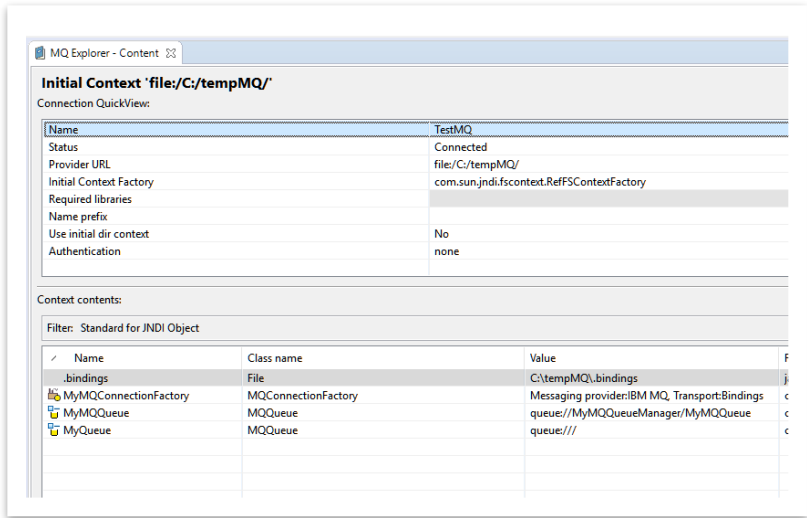 MQ Explorer - Content
Initial Context 'file:/C:/tempMQ/'
Connection QuickView:
Name TestMQ
Status Connected
Provider URL file:/C:/tempMQ/
Initial Context Factory com.sun.jndi.fscontext.RefFSContextFactory
Required libraries
Name prefix
Use initial dir context No
Authentication none
Context contents:
Filter: Standard for JNDI Object
Name Class name Value
.bindings File C:\tempMQ\.bindings
MyMQConnectionFactory MQConnectionFactory Messaging provider:IBM MQ, Transport:Bindings
MyMQQueue MQQueue queue://MyMQQueueManager/MyMQQueue
MyQueue MQQueue queue:///